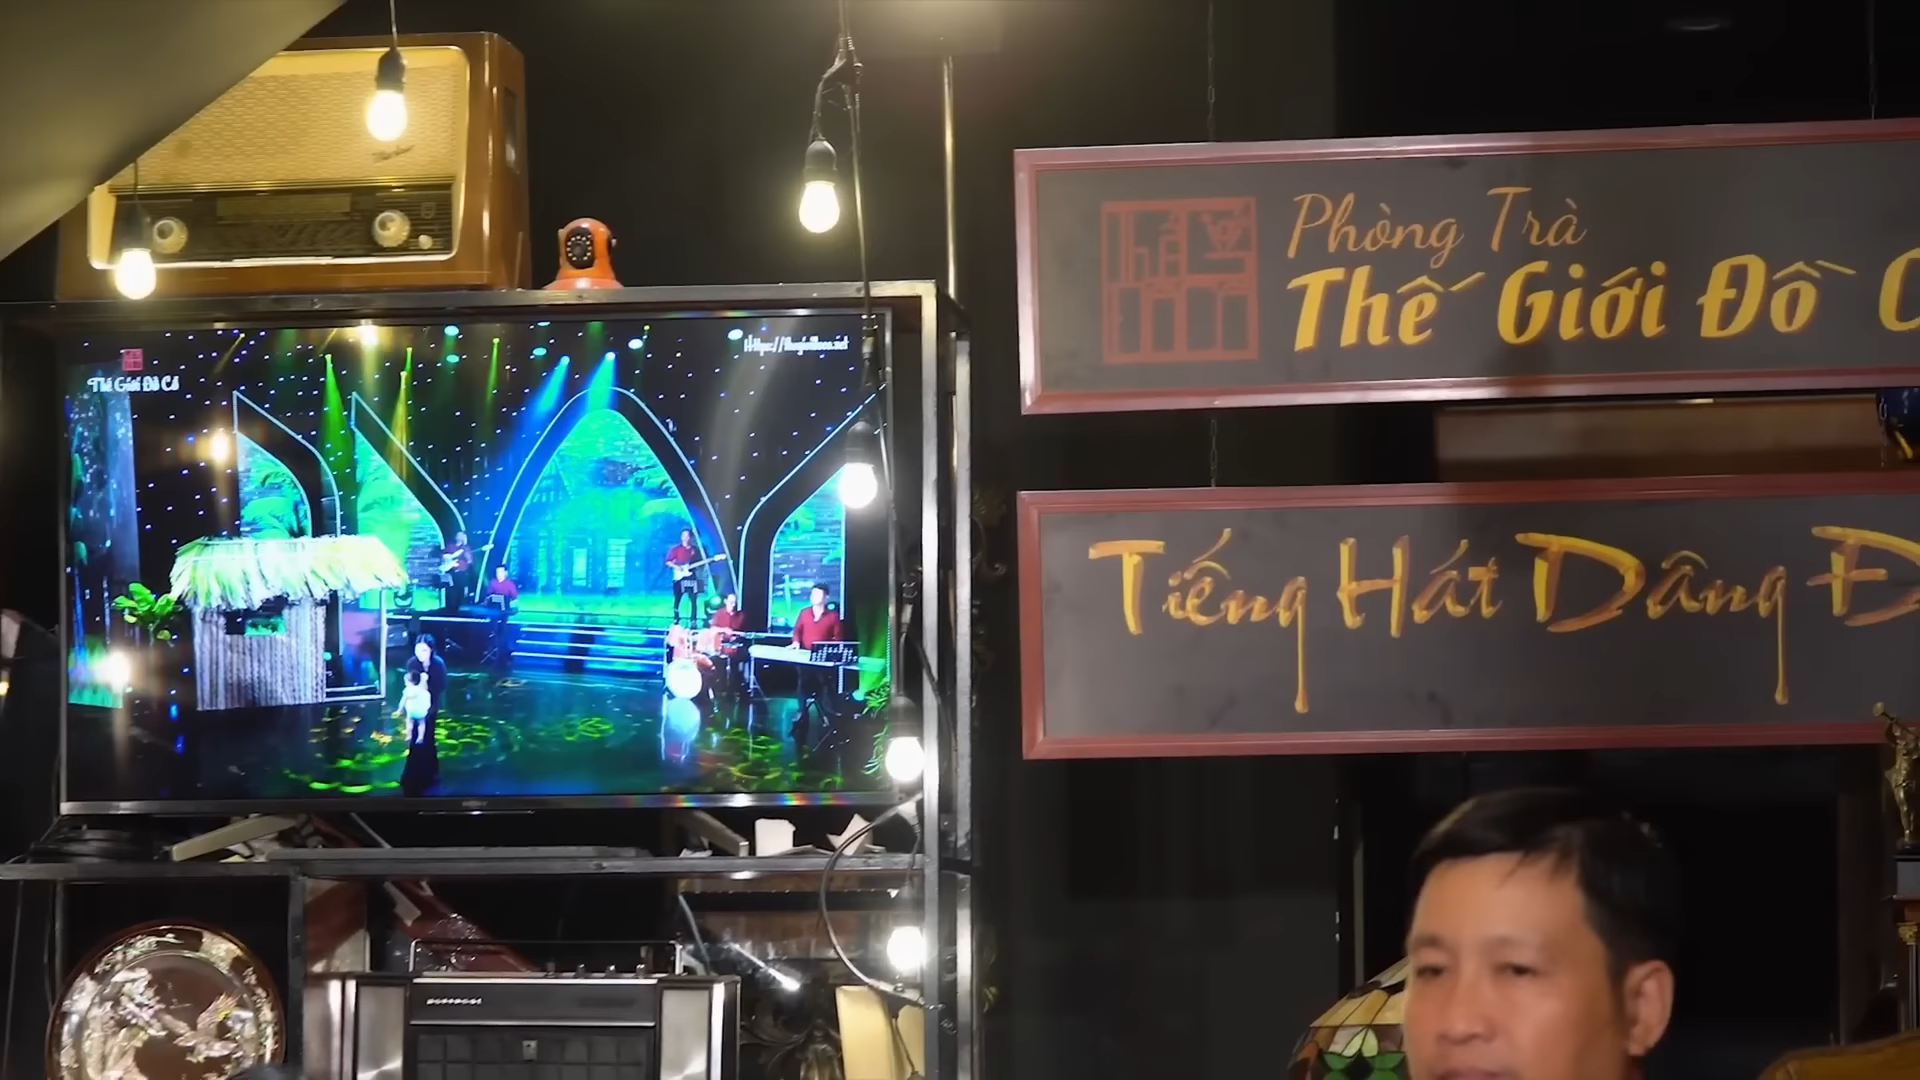 Phòng Trà
Thế Giới Đồ C
Tiếng Hát Dâng Đ
Thế Giới Đồ Cổ